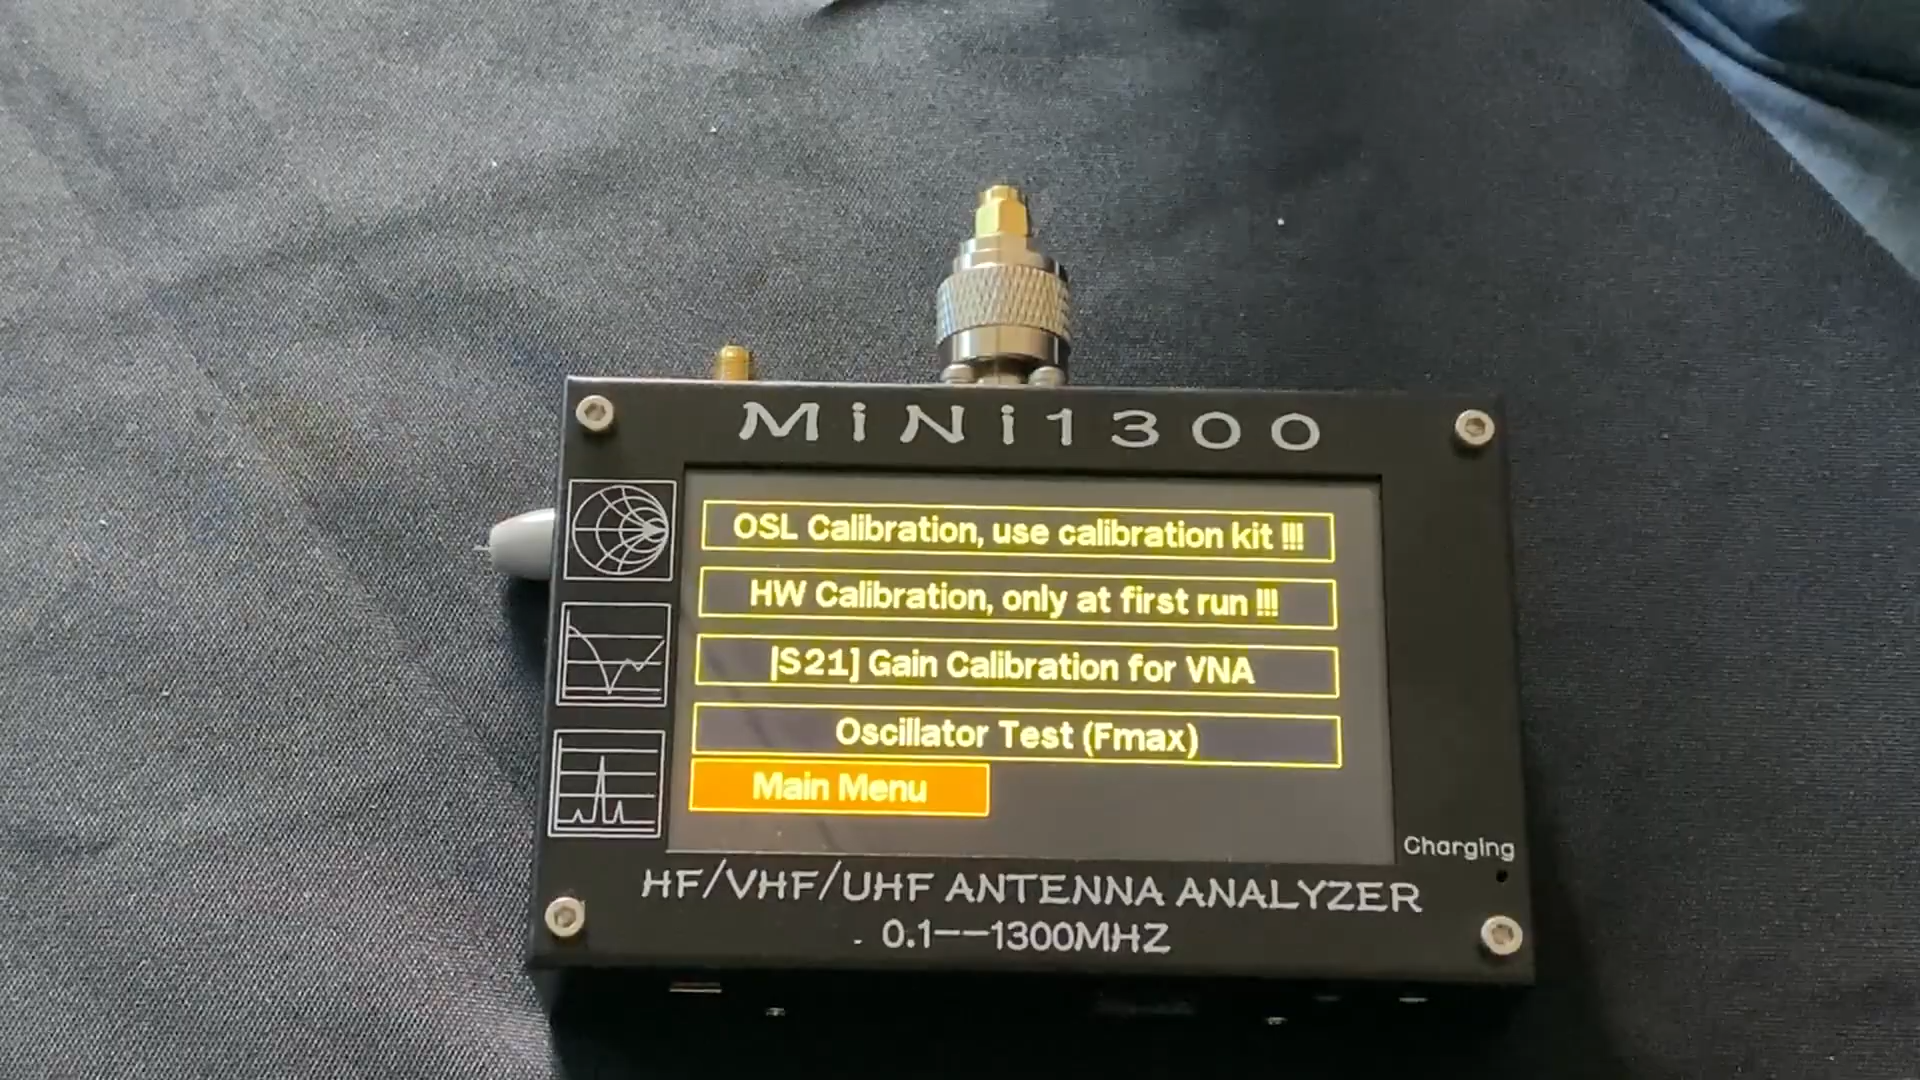 MiNi1300
OSL Calibration, use calibration kit !!!
HW Calibration, only at first run !!!
|S21] Gain Calibration for VNA
Oscillator Test (Fmax)
Main Menu
Charging
HF/VHF/UHF ANTENNA ANALYZER
0.1--1300MHZ